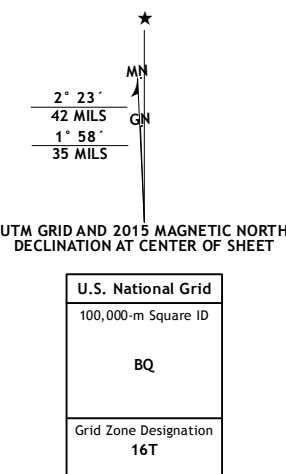 ★
MN
GN
2° 23´
42 MILS
1° 58´
35 MILS
UTM GRID AND 2015 MAGNETIC NORTH
DECLINATION AT CENTER OF SHEET
U.S. National Grid
100,000-m Square ID
BQ
Grid Zone Designation
16T